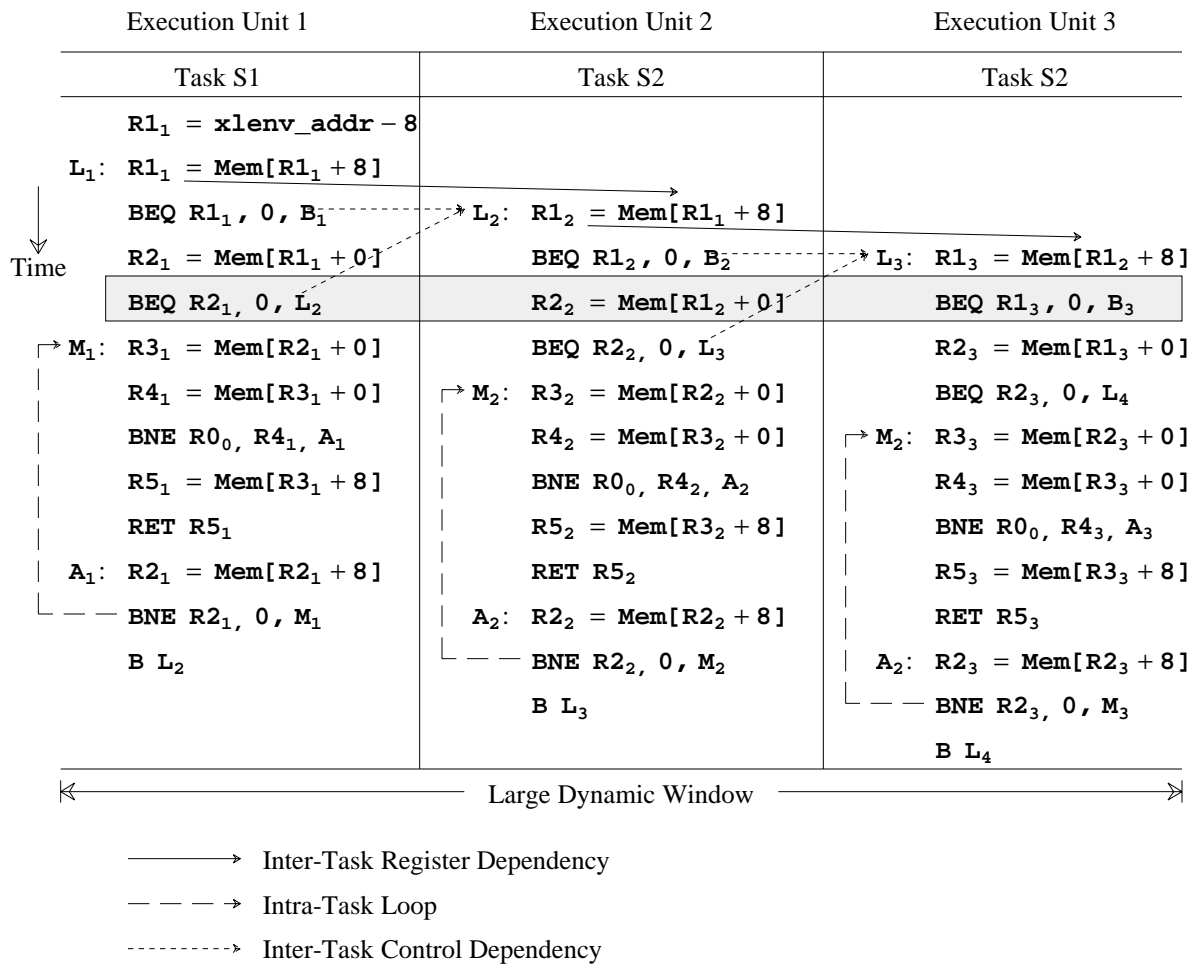 Execution Unit 1 Execution Unit 2 Execution Unit 3
Task S1 Task S2 Task S2
R1₁ = xlenv_addr − 8
L₁: R1₁ = Mem[R1₁ + 8]
BEQ R1₁, 0, B₁ L₂: R1₂ = Mem[R1₁ + 8]
R2₁ = Mem[R1₁ + 0] BEQ R1₂, 0, B₂ L₃: R1₃ = Mem[R1₂ + 8]
Time
BEQ R2₁, 0, L₂ R2₂ = Mem[R1₂ + 0] BEQ R1₃, 0, B₃
M₁: R3₁ = Mem[R2₁ + 0] BEQ R2₂, 0, L₃ R2₃ = Mem[R1₃ + 0]
R4₁ = Mem[R3₁ + 0] M₂: R3₂ = Mem[R2₂ + 0] BEQ R2₃, 0, L₄
BNE R0₀, R4₁, A₁ R4₂ = Mem[R3₂ + 0] M₂: R3₃ = Mem[R2₃ + 0]
R5₁ = Mem[R3₁ + 8] BNE R0₀, R4₂, A₂ R4₃ = Mem[R3₃ + 0]
RET R5₁ R5₂ = Mem[R3₂ + 8] BNE R0₀, R4₃, A₃
A₁: R2₁ = Mem[R2₁ + 8] RET R5₂ R5₃ = Mem[R3₃ + 8]
BNE R2₁, 0, M₁ A₂: R2₂ = Mem[R2₂ + 8] RET R5₃
B L₂ BNE R2₂, 0, M₂ A₂: R2₃ = Mem[R2₃ + 8]
B L₃ BNE R2₃, 0, M₃
B L₄
Large Dynamic Window
Inter-Task Register Dependency
Intra-Task Loop
Inter-Task Control Dependency